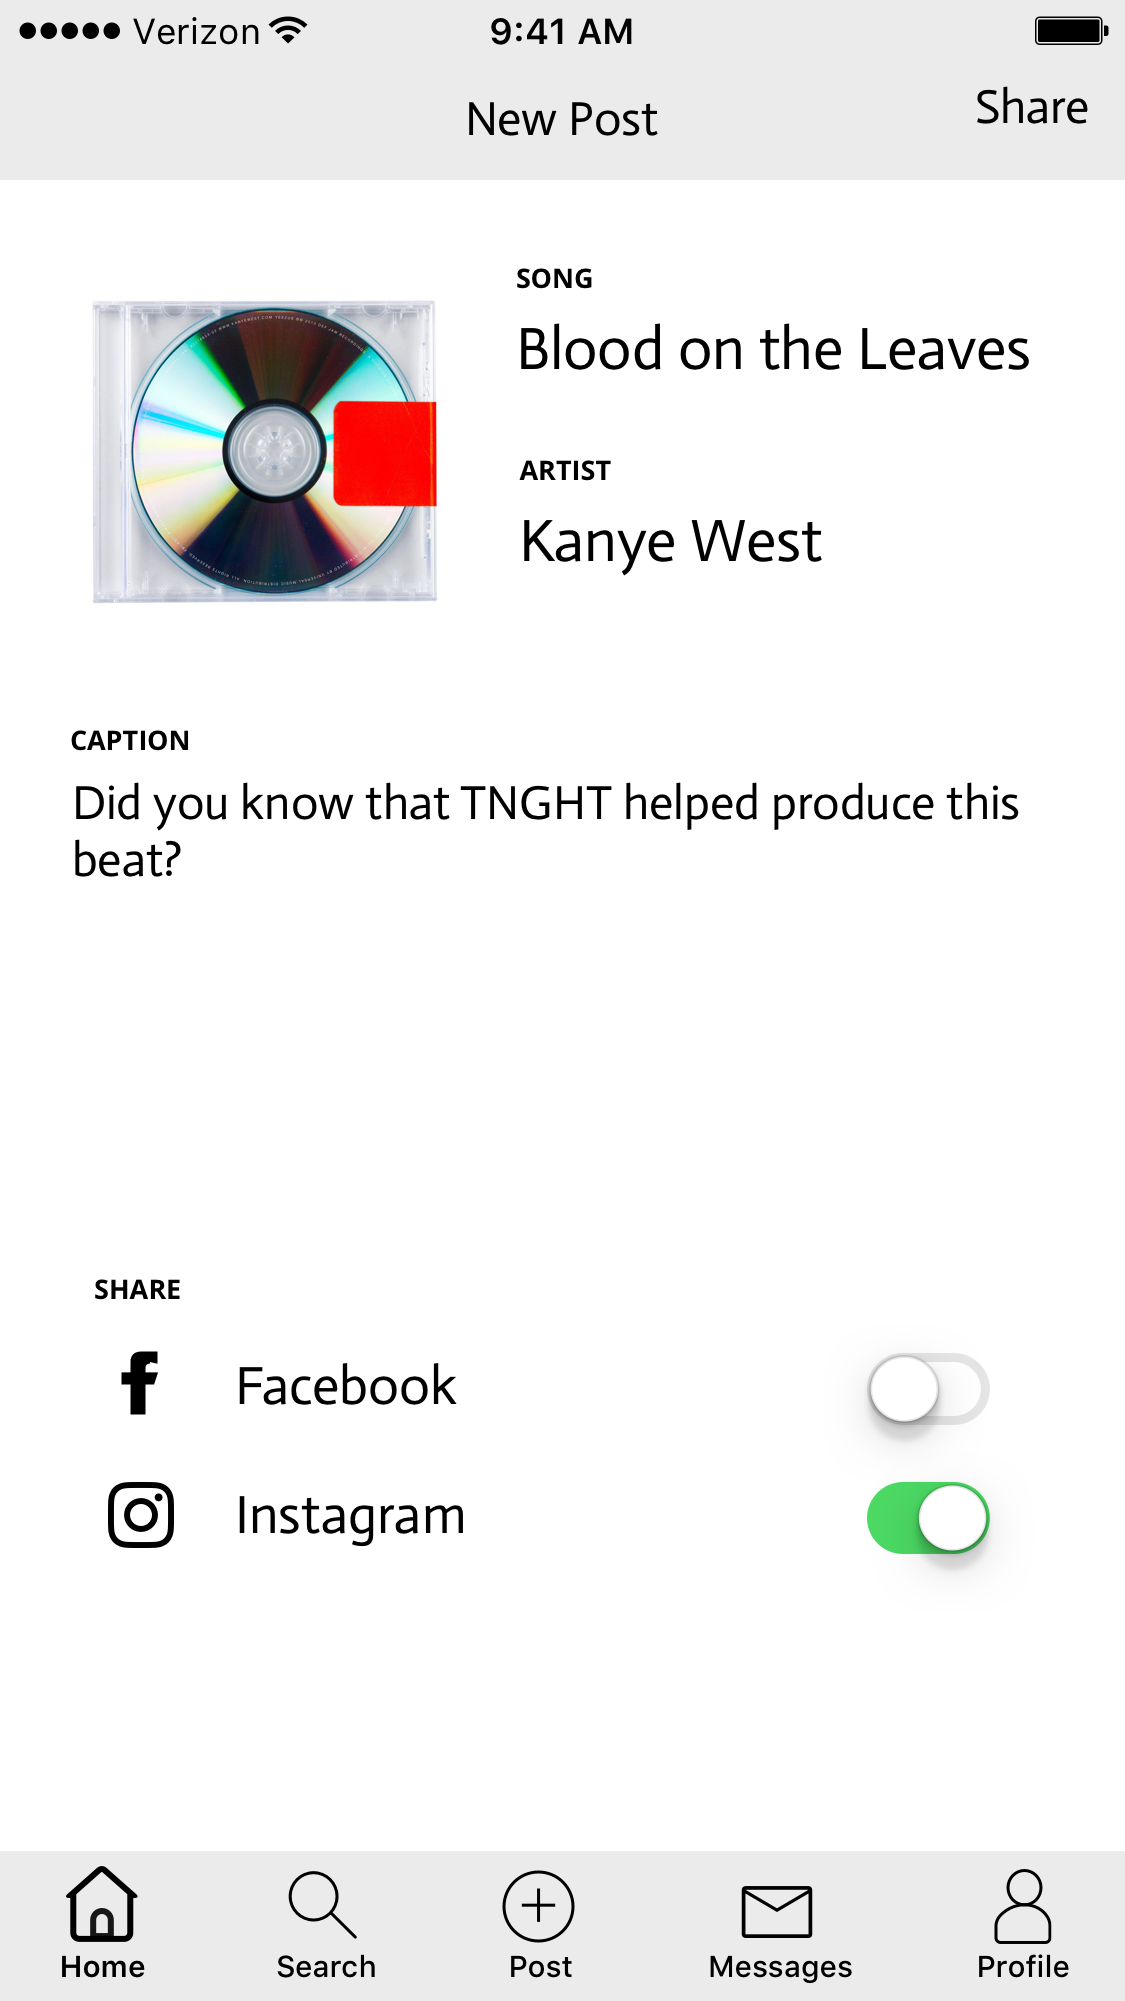 Verizon 9:41 AM
New Post
Share
SONG
Blood on the Leaves
ARTIST
Kanye West
CAPTION
Did you know that TNGHT helped produce this
beat?
SHARE
Facebook
Instagram
Home Search Post Messages Profile